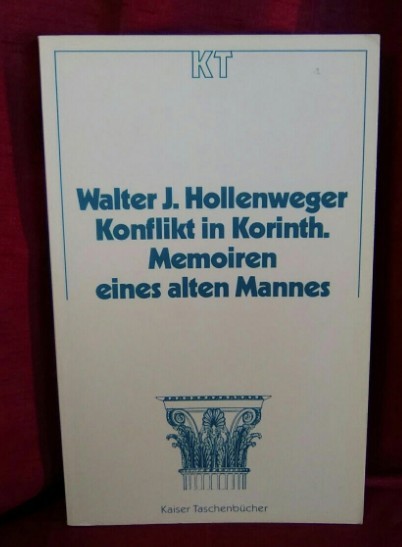 KT
Walter J. Hollenweger
Konflikt in Korinth.
Memoiren
eines alten Mannes
Kaiser Taschenbücher